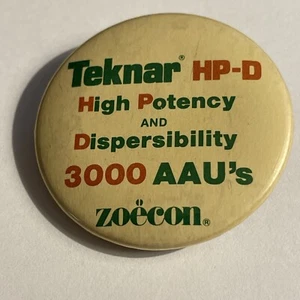 Teknar® HP-D
High Potency
AND
Dispersibility
3000 AAU's
zoëcon®